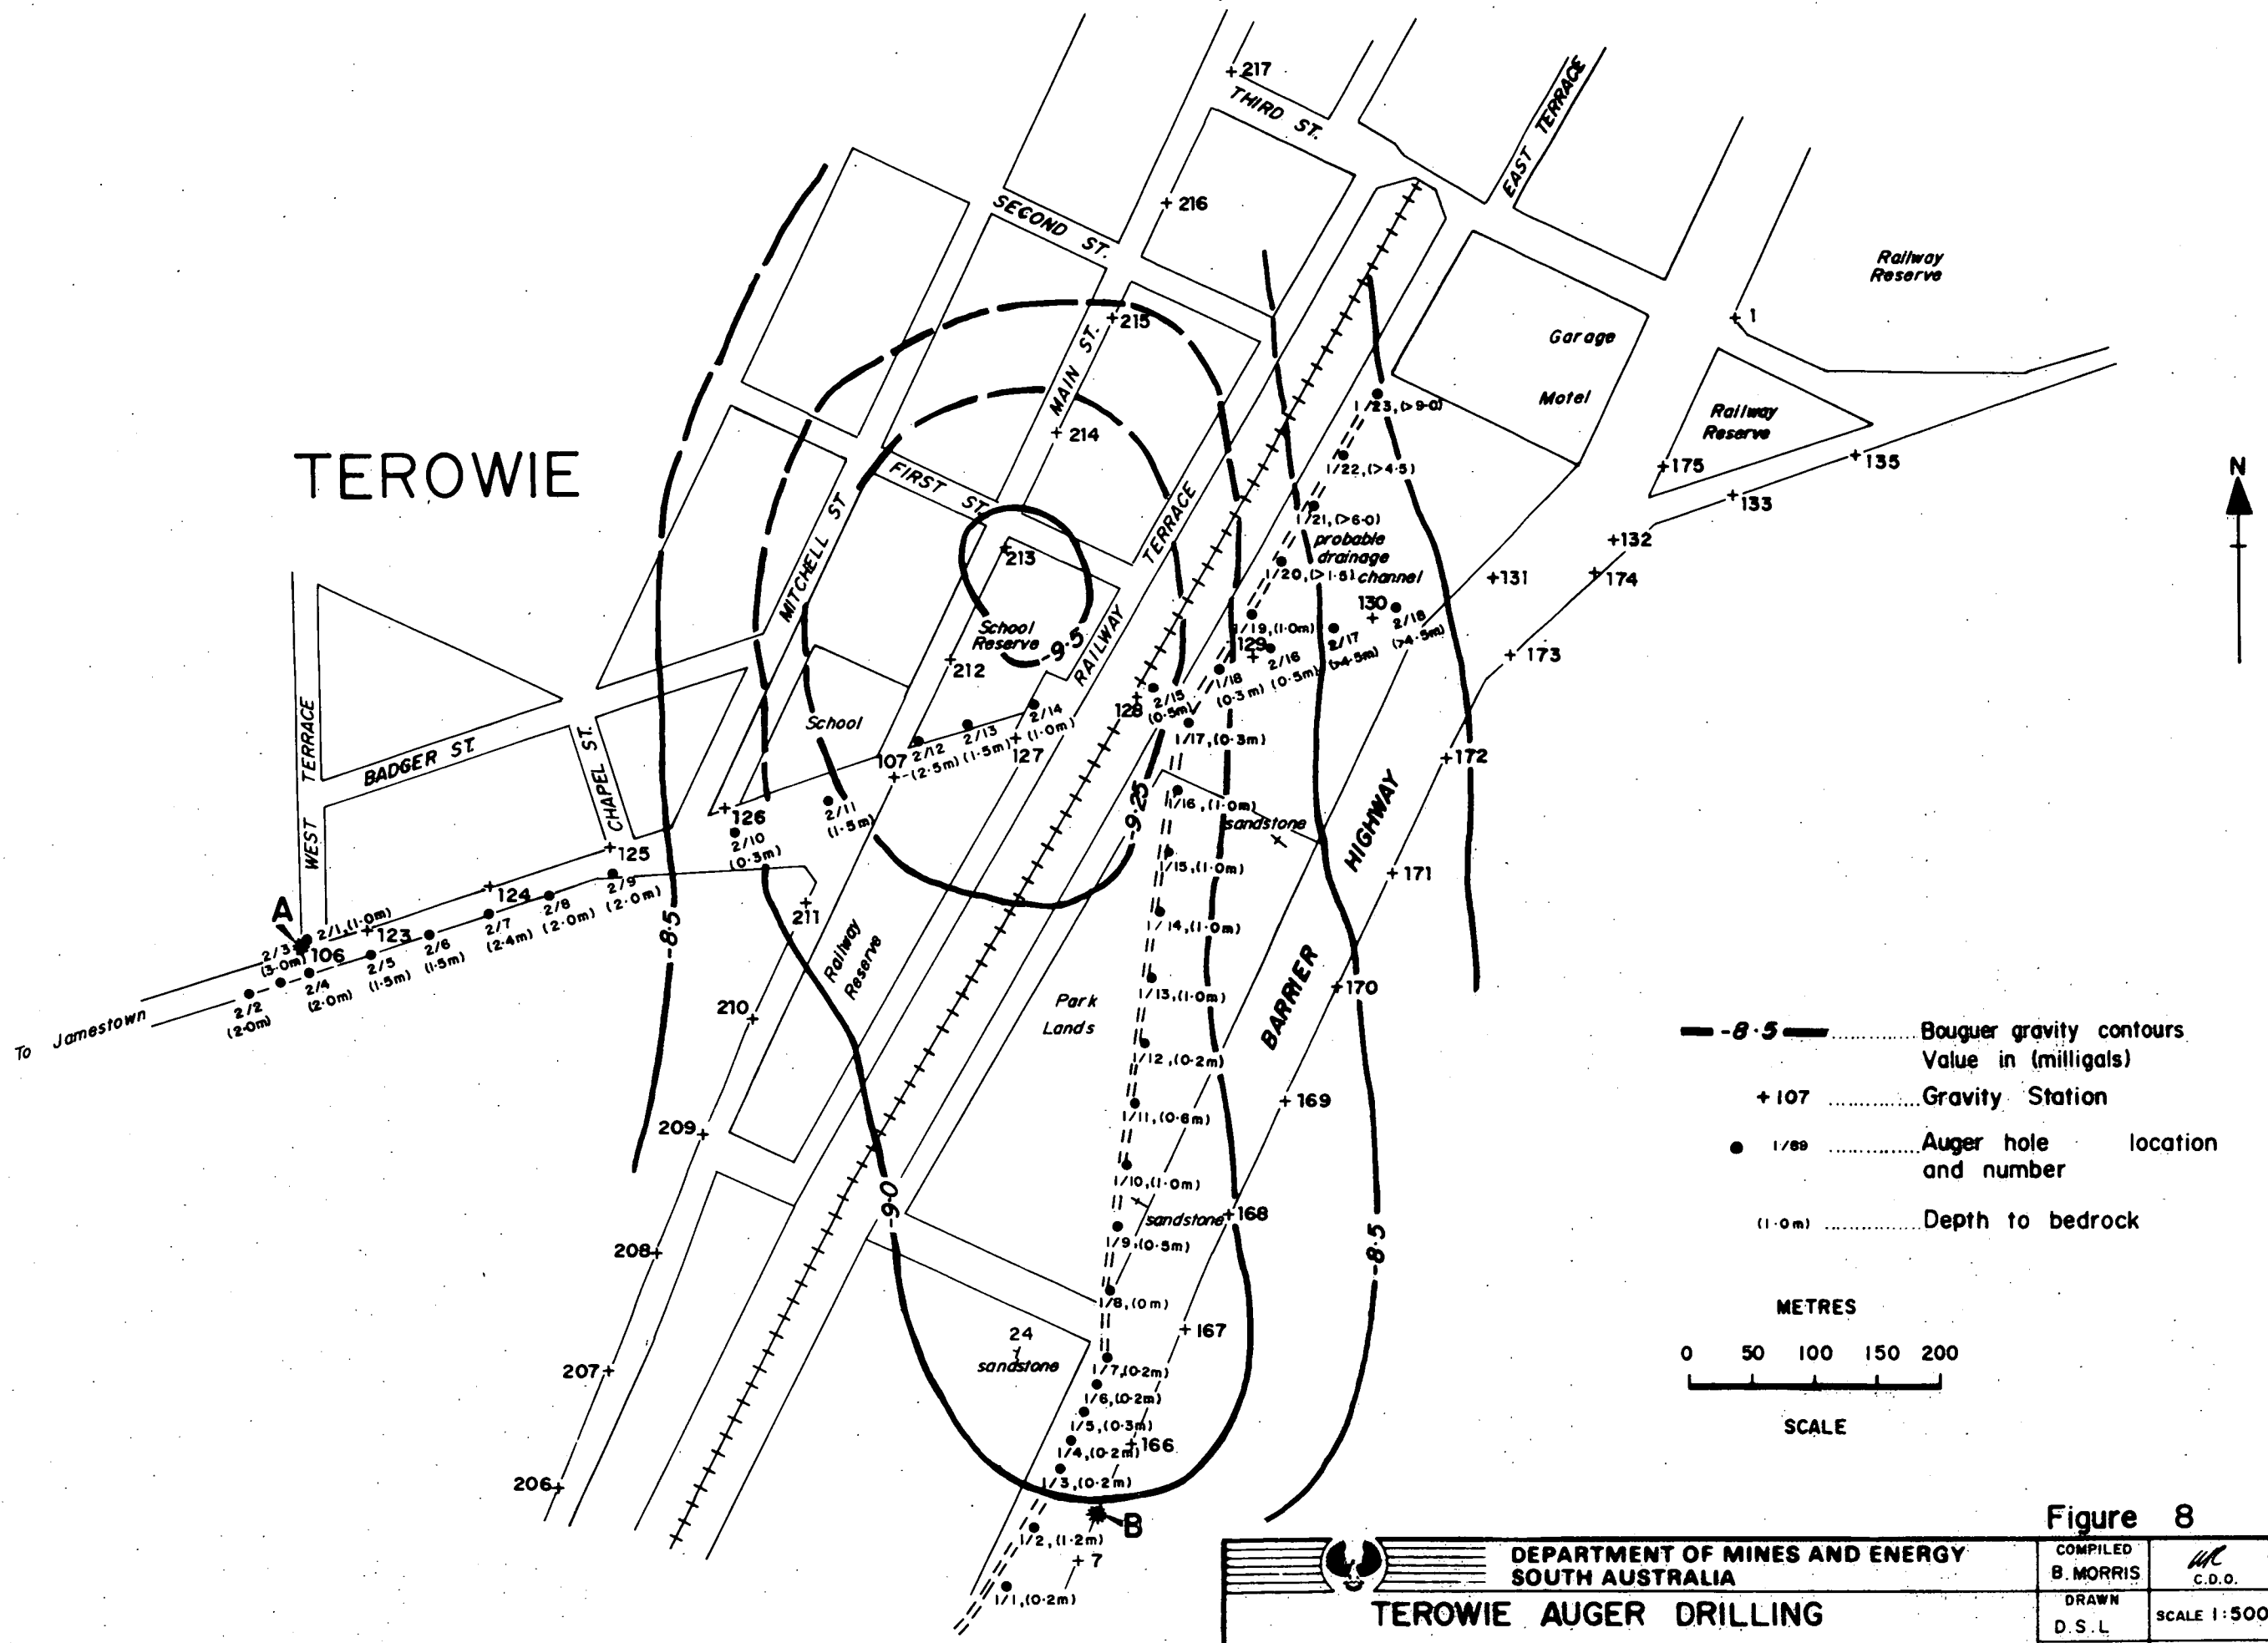 +217
THIRD ST.
EAST TERRACE
+216
SECOND ST.
Railway
Reserve
+1
+215
MAIN ST.
Garage
Motel
+214
1/23,(>9·0)
Railway
Reserve
TEROWIE
FIRST ST.
1/22,(>4·5)
+175
+135
N
MITCHELL ST
TERRACE
1/21,(>6·0)
+133
probable
drainage
channel
+132
+213
1/20,(>1·5)
+131
+174
130
+
2/18
(>4·5m)
School
Reserve
-9·5
RAILWAY
1/19,(1·0m)
129
+
2/17
(>4·5m)
2/16
(0·5m)
+173
+212
1/18
(0·3m)
2/15
(0·5m)
128
WEST TERRACE
BADGER ST.
CHAPEL ST.
School
2/14
(1·0m)
2/13
(1·5m)
2/12
(2·5m)
107
+127
1/17,(0·3m)
+172
+126
2/11
(1·5m)
2/10
(0·3m)
-9·25
1/16,(1·0m)
sandstone
HIGHWAY
+125
1/15,(1·0m)
+171
2/9
(2·0m)
+124
2/8
(2·0m)
2/7
(2·4m)
A
2/1,(1·0m)
+123
2/6
(1·5m)
2/5
(1·5m)
2/3
(3·0m)
106
2/4
(2·0m)
2/2
(2·0m)
-8·5
211
Railway
Reserve
1/14,(1·0m)
BARRIER
+170
To Jamestown
210+
Park
Lands
1/13,(1·0m)
1/12,(0·2m)
+169
1/11,(0·6m)
209+
1/10,(1·0m)
-9·0
sandstone
+168
1/9,(0·5m)
208+
-8·5
1/8,(0m)
+167
24
sandstone
1/7,(0·2m)
207+
1/6,(0·2m)
1/5,(0·3m)
1/4,(0·2m)
+166
206+
1/3,(0·2m)
B
1/2,(1·2m)
+7
1/1,(0·2m)
-8·5 .......... Bouguer gravity contours
Value in (milligals)
+107 .............. Gravity Station
1/69 .............. Auger hole location
and number
(1·0m) ............... Depth to bedrock
METRES
0 50 100 150 200
SCALE
Figure 8
DEPARTMENT OF MINES AND ENERGY
SOUTH AUSTRALIA
TEROWIE AUGER DRILLING
COMPILED
B. MORRIS
C.D.O.
DRAWN
D.S.L
SCALE 1:500